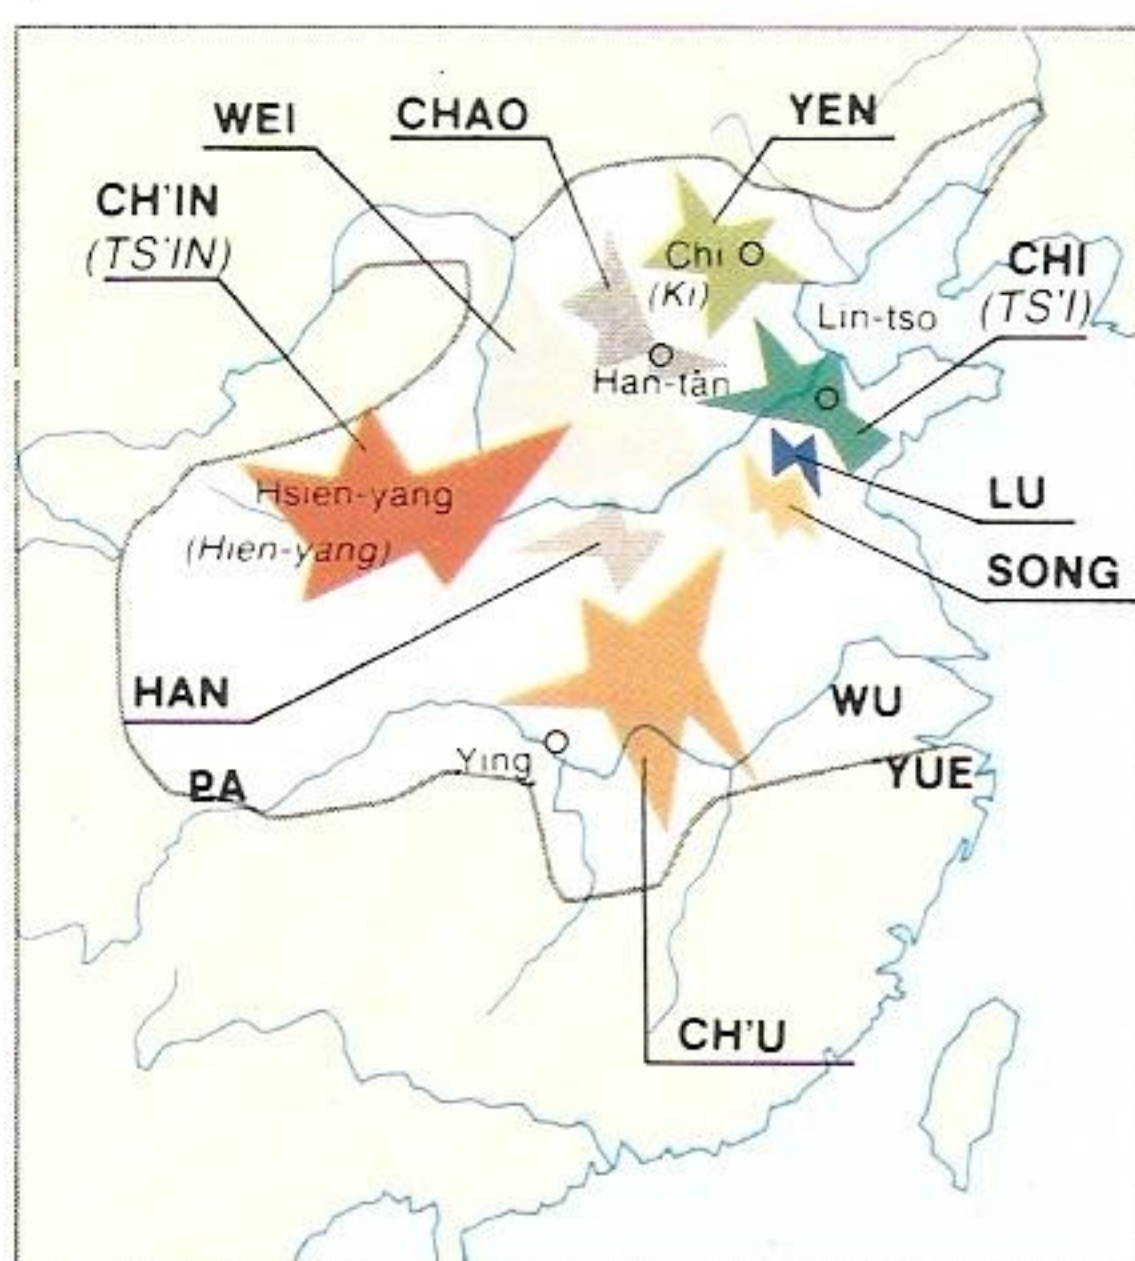 WEI
CHAO
YEN
CH'IN
(TS'IN)
Chi
(Ki)
CHI
(TS'I)
Lin-tso
Han-tan
Hsien-yang
(Hien-yang)
LU
SONG
HAN
WU
Ying
YUE
PA
CH'U